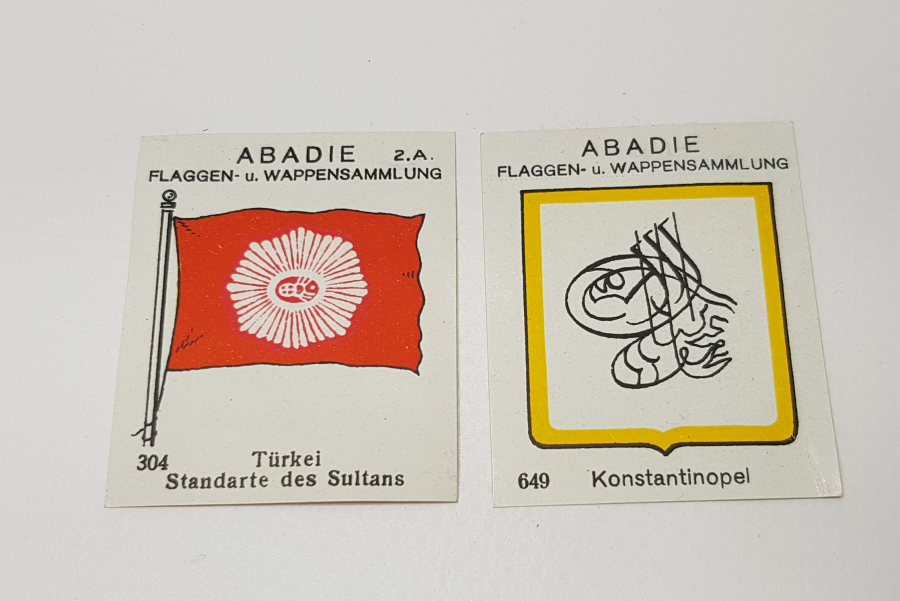 ABADIE 2.A.
FLAGGEN- u. WAPPENSAMMLUNG
304
Türkei
Standarte des Sultans
ABADIE
FLAGGEN- u. WAPPENSAMMLUNG
649 Konstantinopel